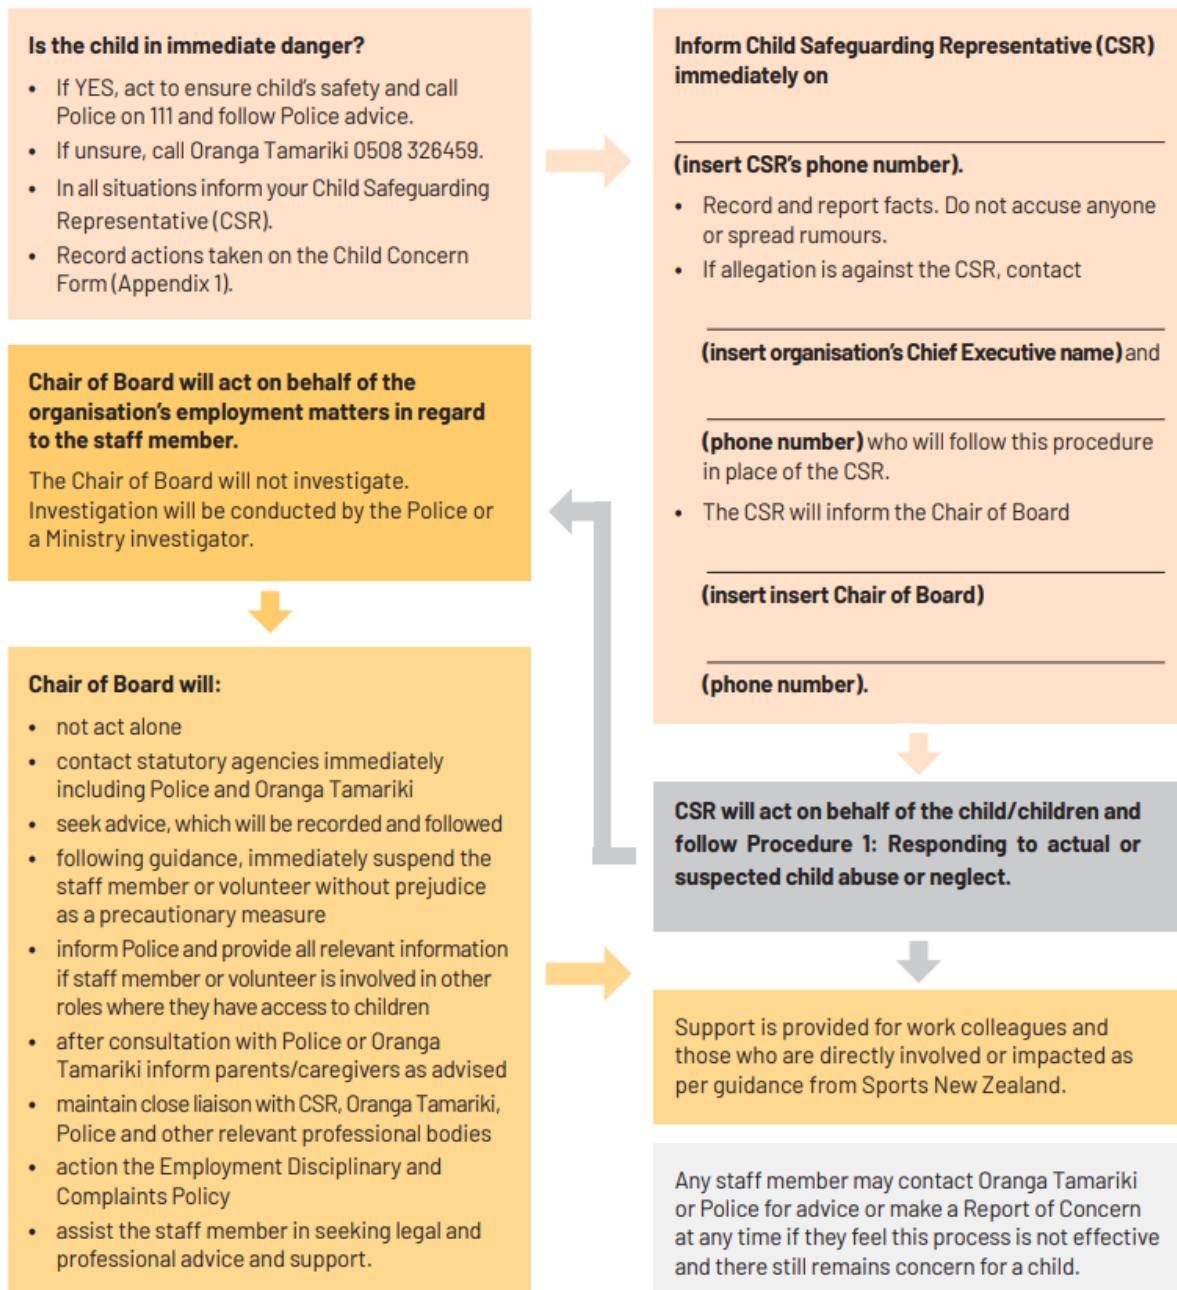 Is the child in immediate danger?
• If YES, act to ensure child's safety and call
Police on 111 and follow Police advice.
• If unsure, call Oranga Tamariki 0508 326459.
• In all situations inform your Child Safeguarding
Representative (CSR).
• Record actions taken on the Child Concern
Form (Appendix 1).
Inform Child Safeguarding Representative (CSR)
immediately on
(insert CSR's phone number).
• Record and report facts. Do not accuse anyone
or spread rumours.
• If allegation is against the CSR, contact
(insert organisation's Chief Executive name) and
(phone number) who will follow this procedure
in place of the CSR.
• The CSR will inform the Chair of Board
(insert insert Chair of Board)
(phone number).
CSR will act on behalf of the child/children and
follow Procedure 1: Responding to actual or
suspected child abuse or neglect.
Chair of Board will act on behalf of the
organisation's employment matters in regard
to the staff member.
The Chair of Board will not investigate.
Investigation will be conducted by the Police or
a Ministry investigator.
Chair of Board will:
• not act alone
• contact statutory agencies immediately
including Police and Oranga Tamariki
• seek advice, which will be recorded and followed
• following guidance, immediately suspend the
staff member or volunteer without prejudice
as a precautionary measure
• inform Police and provide all relevant information
if staff member or volunteer is involved in other
roles where they have access to children
• after consultation with Police or Oranga
Tamariki inform parents/caregivers as advised
• maintain close liaison with CSR, Oranga Tamariki,
Police and other relevant professional bodies
• action the Employment Disciplinary and
Complaints Policy
• assist the staff member in seeking legal and
professional advice and support.
Support is provided for work colleagues and
those who are directly involved or impacted as
per guidance from Sports New Zealand.
Any staff member may contact Oranga Tamariki
or Police for advice or make a Report of Concern
at any time if they feel this process is not effective
and there still remains concern for a child.